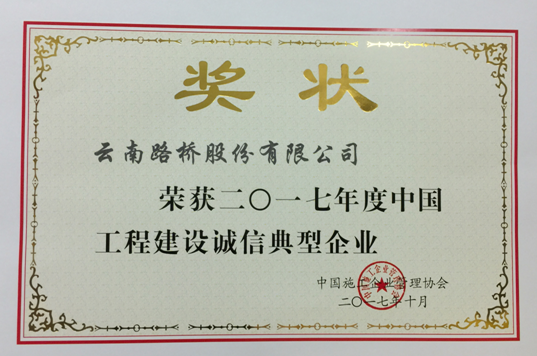 奖状
云南路桥股份有限公司
荣获二〇一七年度中国
工程建设诚信典型企业
中国施工企业管理协会
二〇一七年十月